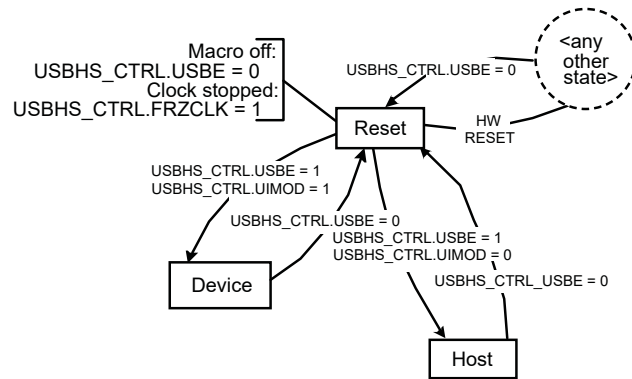 Macro off:
USBHS_CTRL.USBE = 0
Clock stopped:
USBHS_CTRL.FRZCLK = 1
USBHS_CTRL.USBE = 0
<any
other
state>
Reset
HW
RESET
USBHS_CTRL.USBE = 1
USBHS_CTRL.UIMOD = 1
USBHS_CTRL.USBE = 0
USBHS_CTRL.USBE = 1
USBHS_CTRL.UIMOD = 0
USBHS_CTRL_USBE = 0
Device
Host